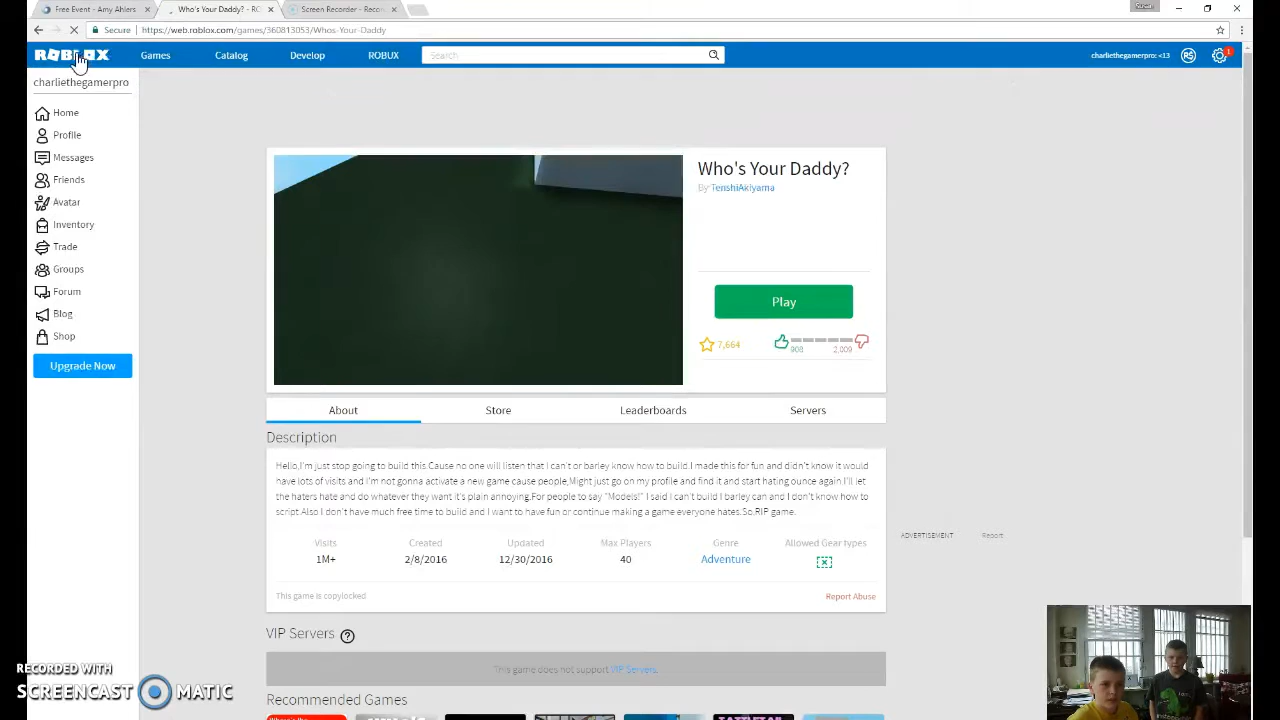 Free Event - Amy Ahlers
Who's Your Daddy? - RO
Screen Recorder - Recor
Secure
https://web.roblox.com/games/360813053/Whos-Your-Daddy
ROBLOX
Games
Catalog
Develop
ROBUX
Search
charliethegamerpro: <13
R$
1
charliethegamerpro
Home
Profile
Messages
Friends
Avatar
Inventory
Trade
Groups
Forum
Blog
Shop
Upgrade Now
Who's Your Daddy?
By TenshiAkiyama
Play
7,664
908
2,009
About
Store
Leaderboards
Servers
Description
Hello,I'm just stop going to build this Cause no one will listen that I can't or barley know how to build.I made this for fun and didn't know it would
have lots of visits and I'm not gonna activate a new game cause people,Might just go on my profile and find it and start hating ounce again.I'll let
the haters hate and do whatever they want it's plain annoying.For people to say "Models!" I said I can't build I barley can and I don't know how to
script.Also I don't have much free time to build and I want to have fun or continue making a game everyone hates.So,RIP game.
Visits
Created
Updated
Max Players
Genre
Allowed Gear types
1M+
2/8/2016
12/30/2016
40
Adventure
This game is copylocked
Report Abuse
ADVERTISEMENT
Report
VIP Servers
This game does not support VIP Servers.
Recommended Games
RECORDED WITH
SCREENCAST MATIC